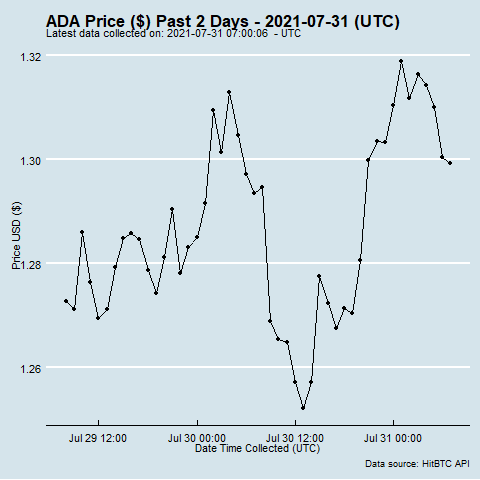 ADA Price ($) Past 2 Days - 2021-07-31 (UTC)
Latest data collected on: 2021-07-31 07:00:06 - UTC
1.32
1.30
1.28
1.26
Price USD ($)
Jul 29 12:00
Jul 30 00:00
Jul 30 12:00
Jul 31 00:00
Date Time Collected (UTC)
Data source: HitBTC API